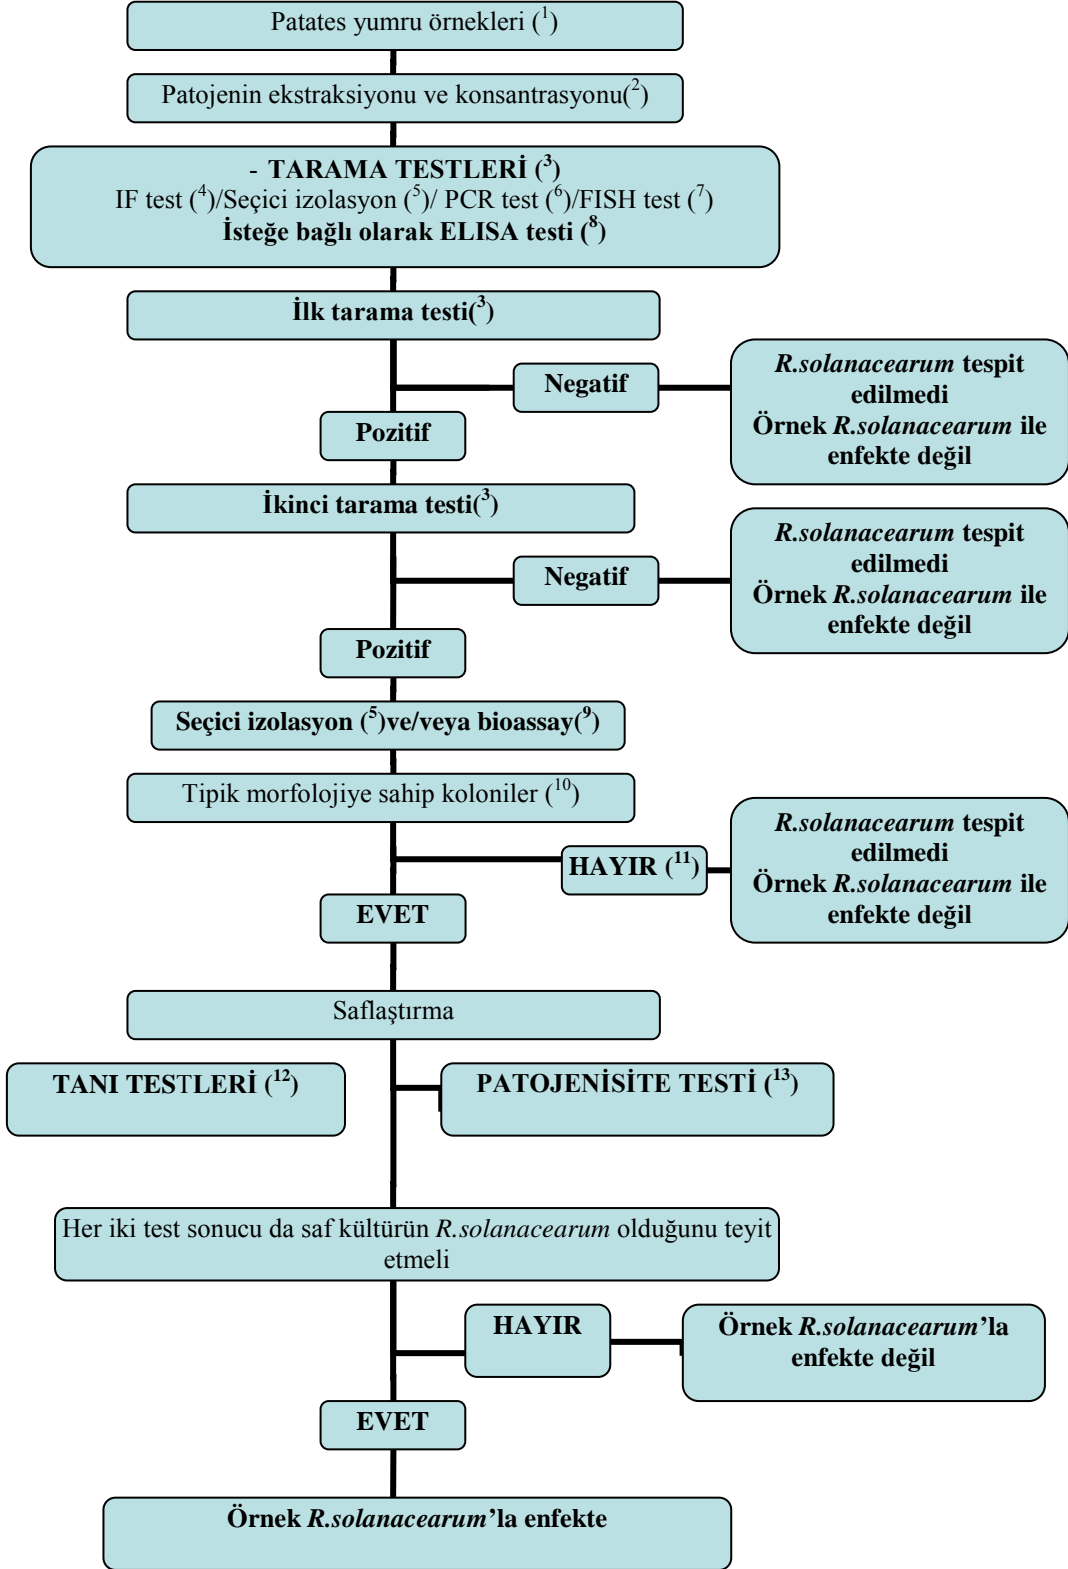 Patates yumru örnekleri (1)
Patojenin ekstraksiyonu ve konsantrasyonu(2)
- TARAMA TESTLERİ (3)
IF test (4)/Seçici izolasyon (5)/ PCR test (6)/FISH test (7)
İsteğe bağlı olarak ELISA testi (8)
İlk tarama testi(3)
Negatif
R.solanacearum tespit
edilmedi
Örnek R.solanacearum ile
enfekte değil
Pozitif
İkinci tarama testi(3)
Negatif
R.solanacearum tespit
edilmedi
Örnek R.solanacearum ile
enfekte değil
Pozitif
Seçici izolasyon (5)ve/veya bioassay(9)
Tipik morfolojiye sahip koloniler (10)
HAYIR (11)
R.solanacearum tespit
edilmedi
Örnek R.solanacearum ile
enfekte değil
EVET
Saflaştırma
TANI TESTLERİ (12)
PATOJENİSİTE TESTİ (13)
Her iki test sonucu da saf kültürün R.solanacearum olduğunu teyit
etmeli
HAYIR
Örnek R.solanacearum’la
enfekte değil
EVET
Örnek R.solanacearum’la enfekte